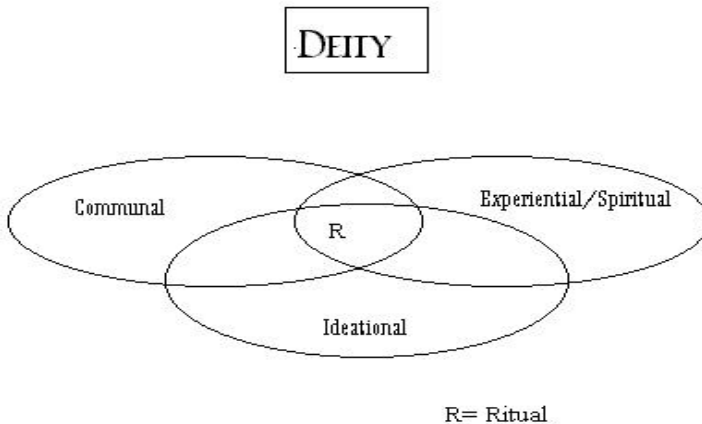 DEITY
Communal
Experiential/Spiritual
R
Ideational
R= Ritual